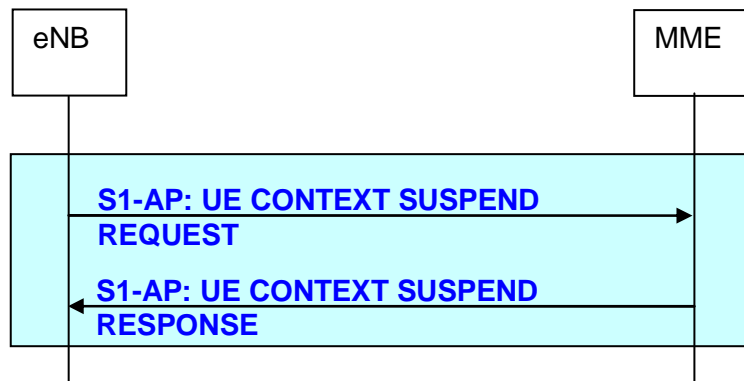 eNB
MME
S1-AP: UE CONTEXT SUSPEND
REQUEST
S1-AP: UE CONTEXT SUSPEND
RESPONSE